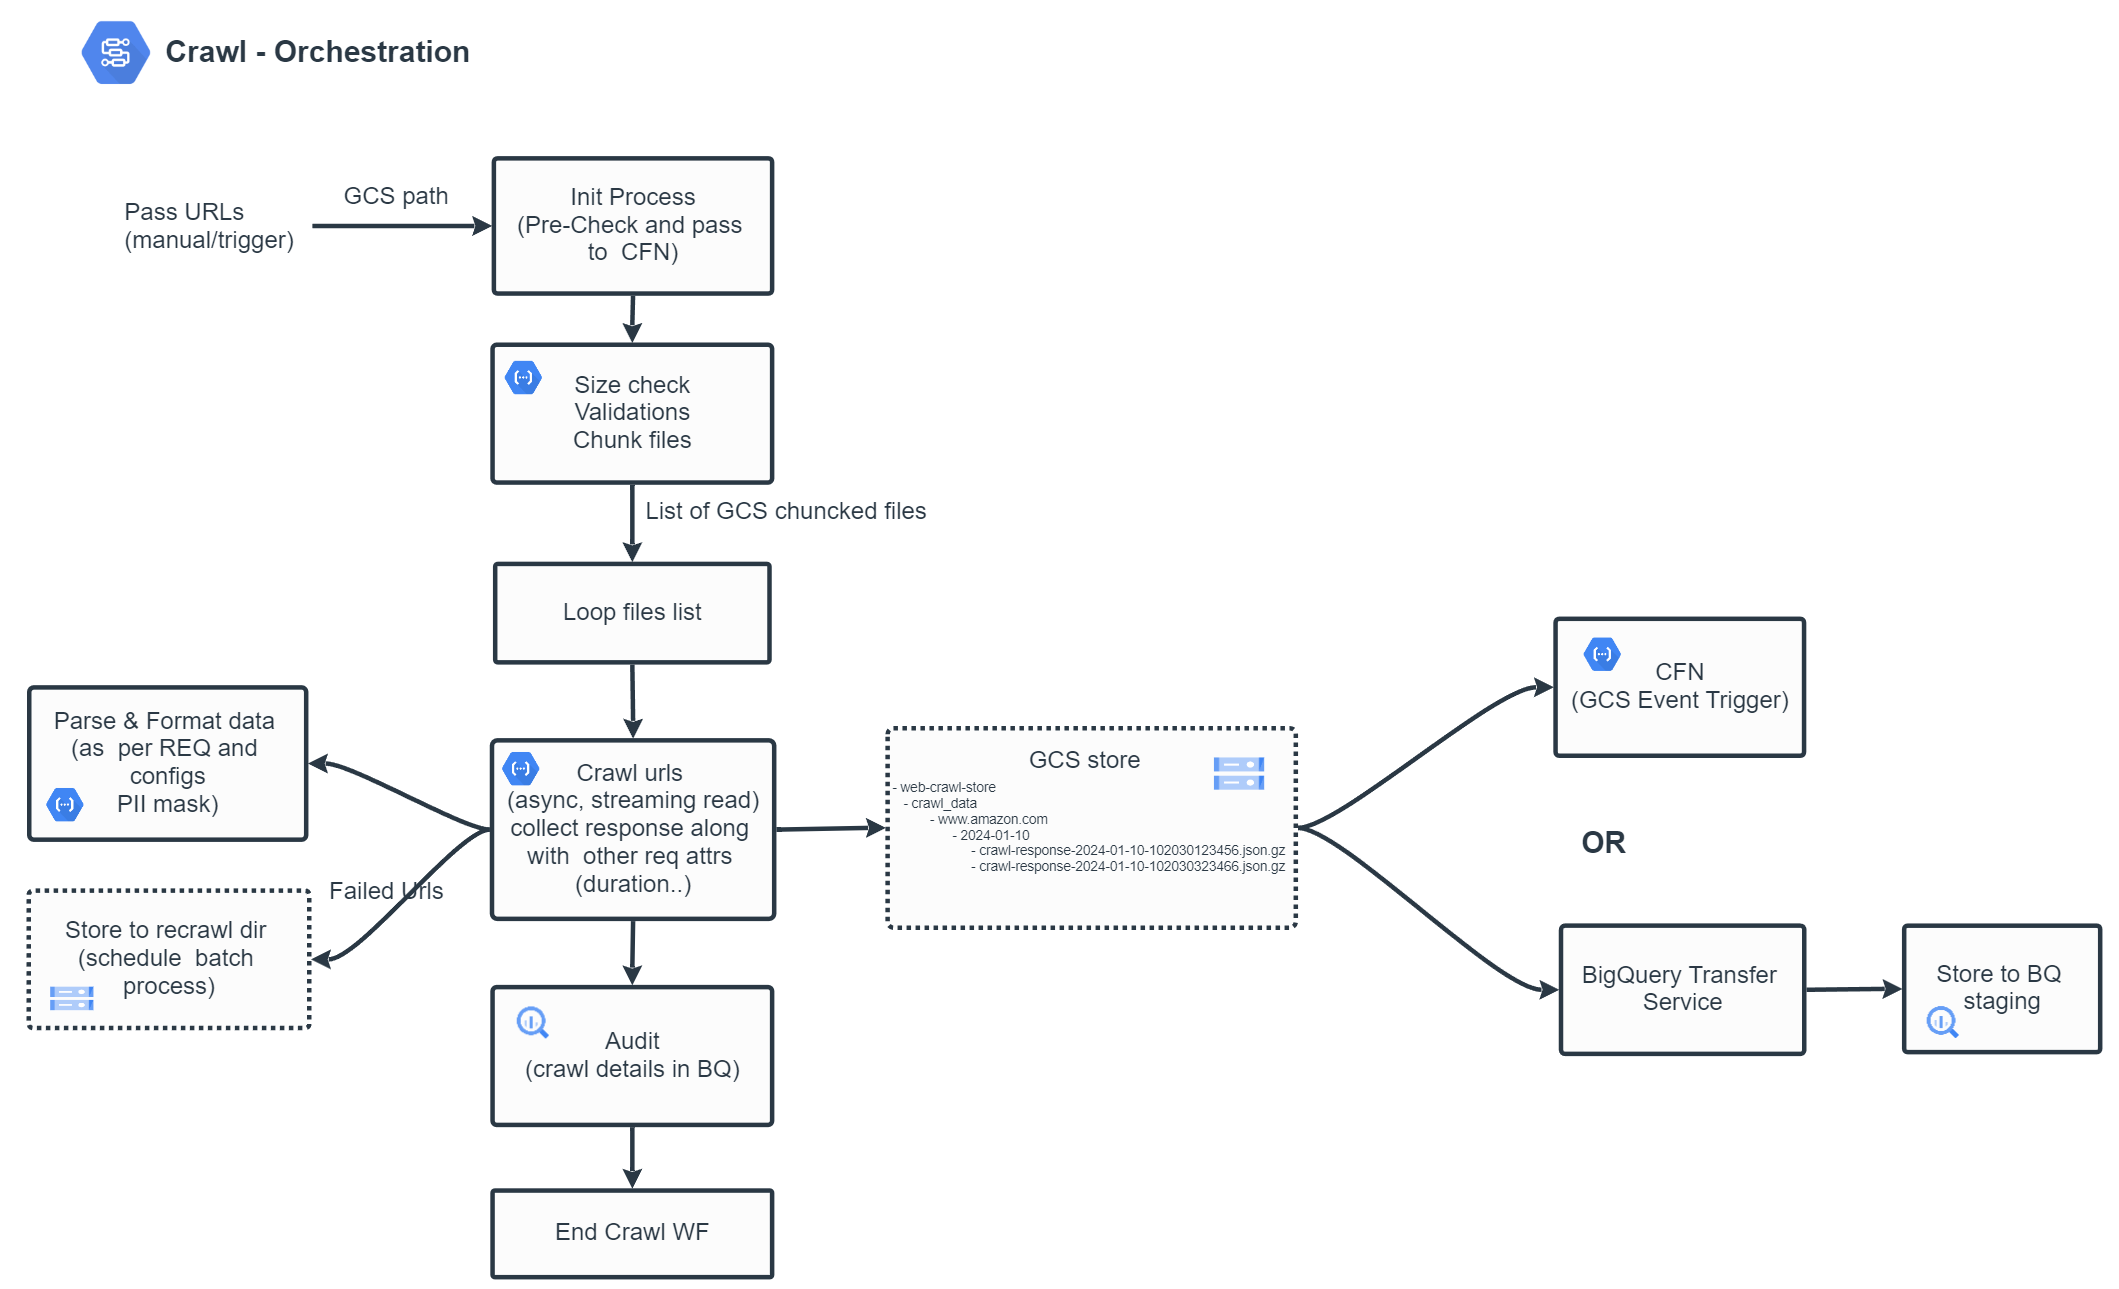 Crawl - Orchestration
Pass URLs
(manual/trigger)
GCS path
Init Process
(Pre-Check and pass
to CFN)
Size check
Validations
Chunk files
List of GCS chuncked files
Loop files list
Parse & Format data
(as per REQ and
configs
PII mask)
Crawl urls
(async, streaming read)
collect response along
with other req attrs
(duration..)
Failed Urls
Store to recrawl dir
(schedule batch
process)
GCS store
- web-crawl-store
- crawl_data
- www.amazon.com
- 2024-01-10
- crawl-response-2024-01-10-102030123456.json.gz
- crawl-response-2024-01-10-102030323466.json.gz
CFN
(GCS Event Trigger)
OR
BigQuery Transfer
Service
Store to BQ
staging
Audit
(crawl details in BQ)
End Crawl WF